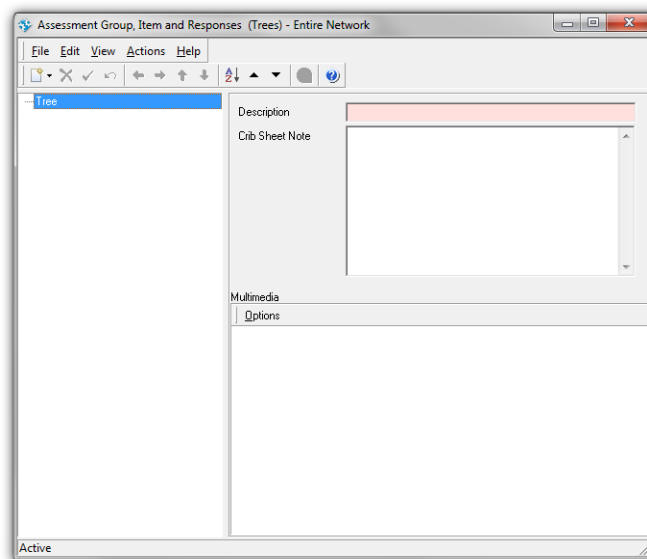 Assessment Group, Item and Responses (Trees) - Entire Network
File Edit View Actions Help
Tree
Description
Crib Sheet Note
Multimedia
Options
Active